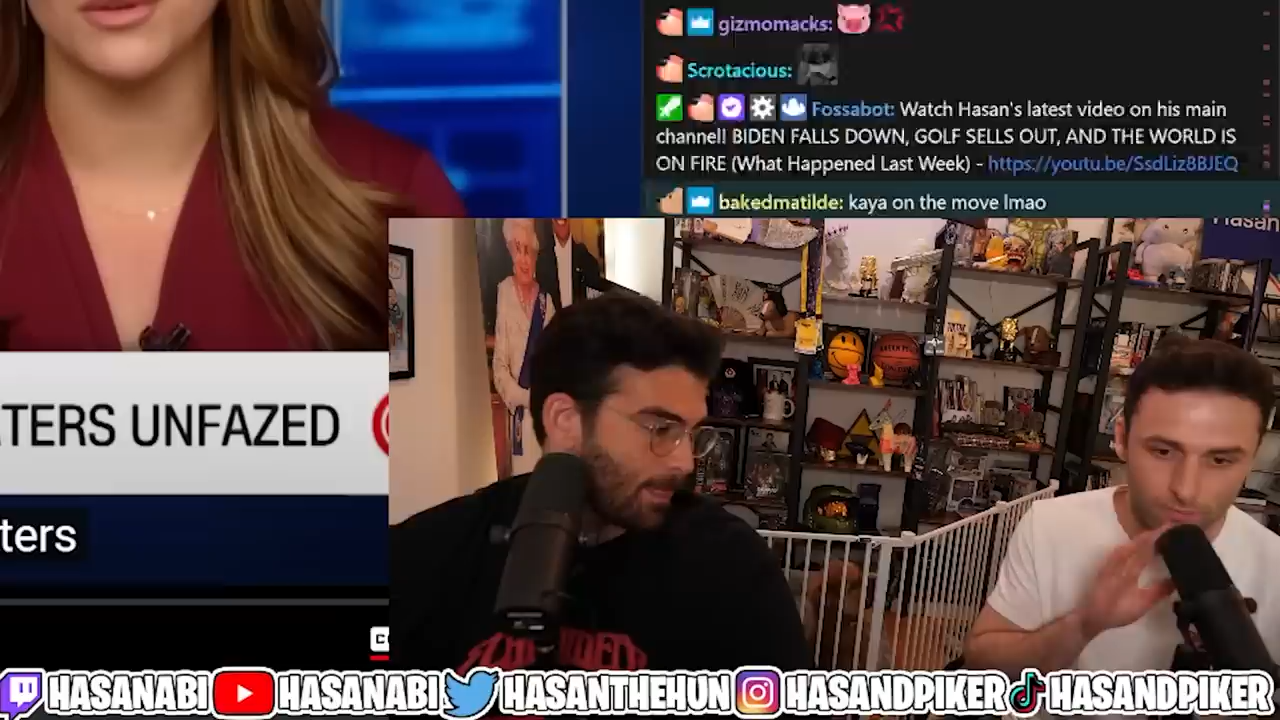 gizmomacks:
Scrotacious:
Fossabot: Watch Hasan's latest video on his main
channel! BIDEN FALLS DOWN, GOLF SELLS OUT, AND THE WORLD IS
ON FIRE (What Happened Last Week) - https://youtu.be/SsdLiz8BJEQ
bakedmatilde: kaya on the move lmao
Hasan
TERS UNFAZED
ters
HASANABI HASANABI HASANTHEHUN HASANDPIKER HASANDPIKER